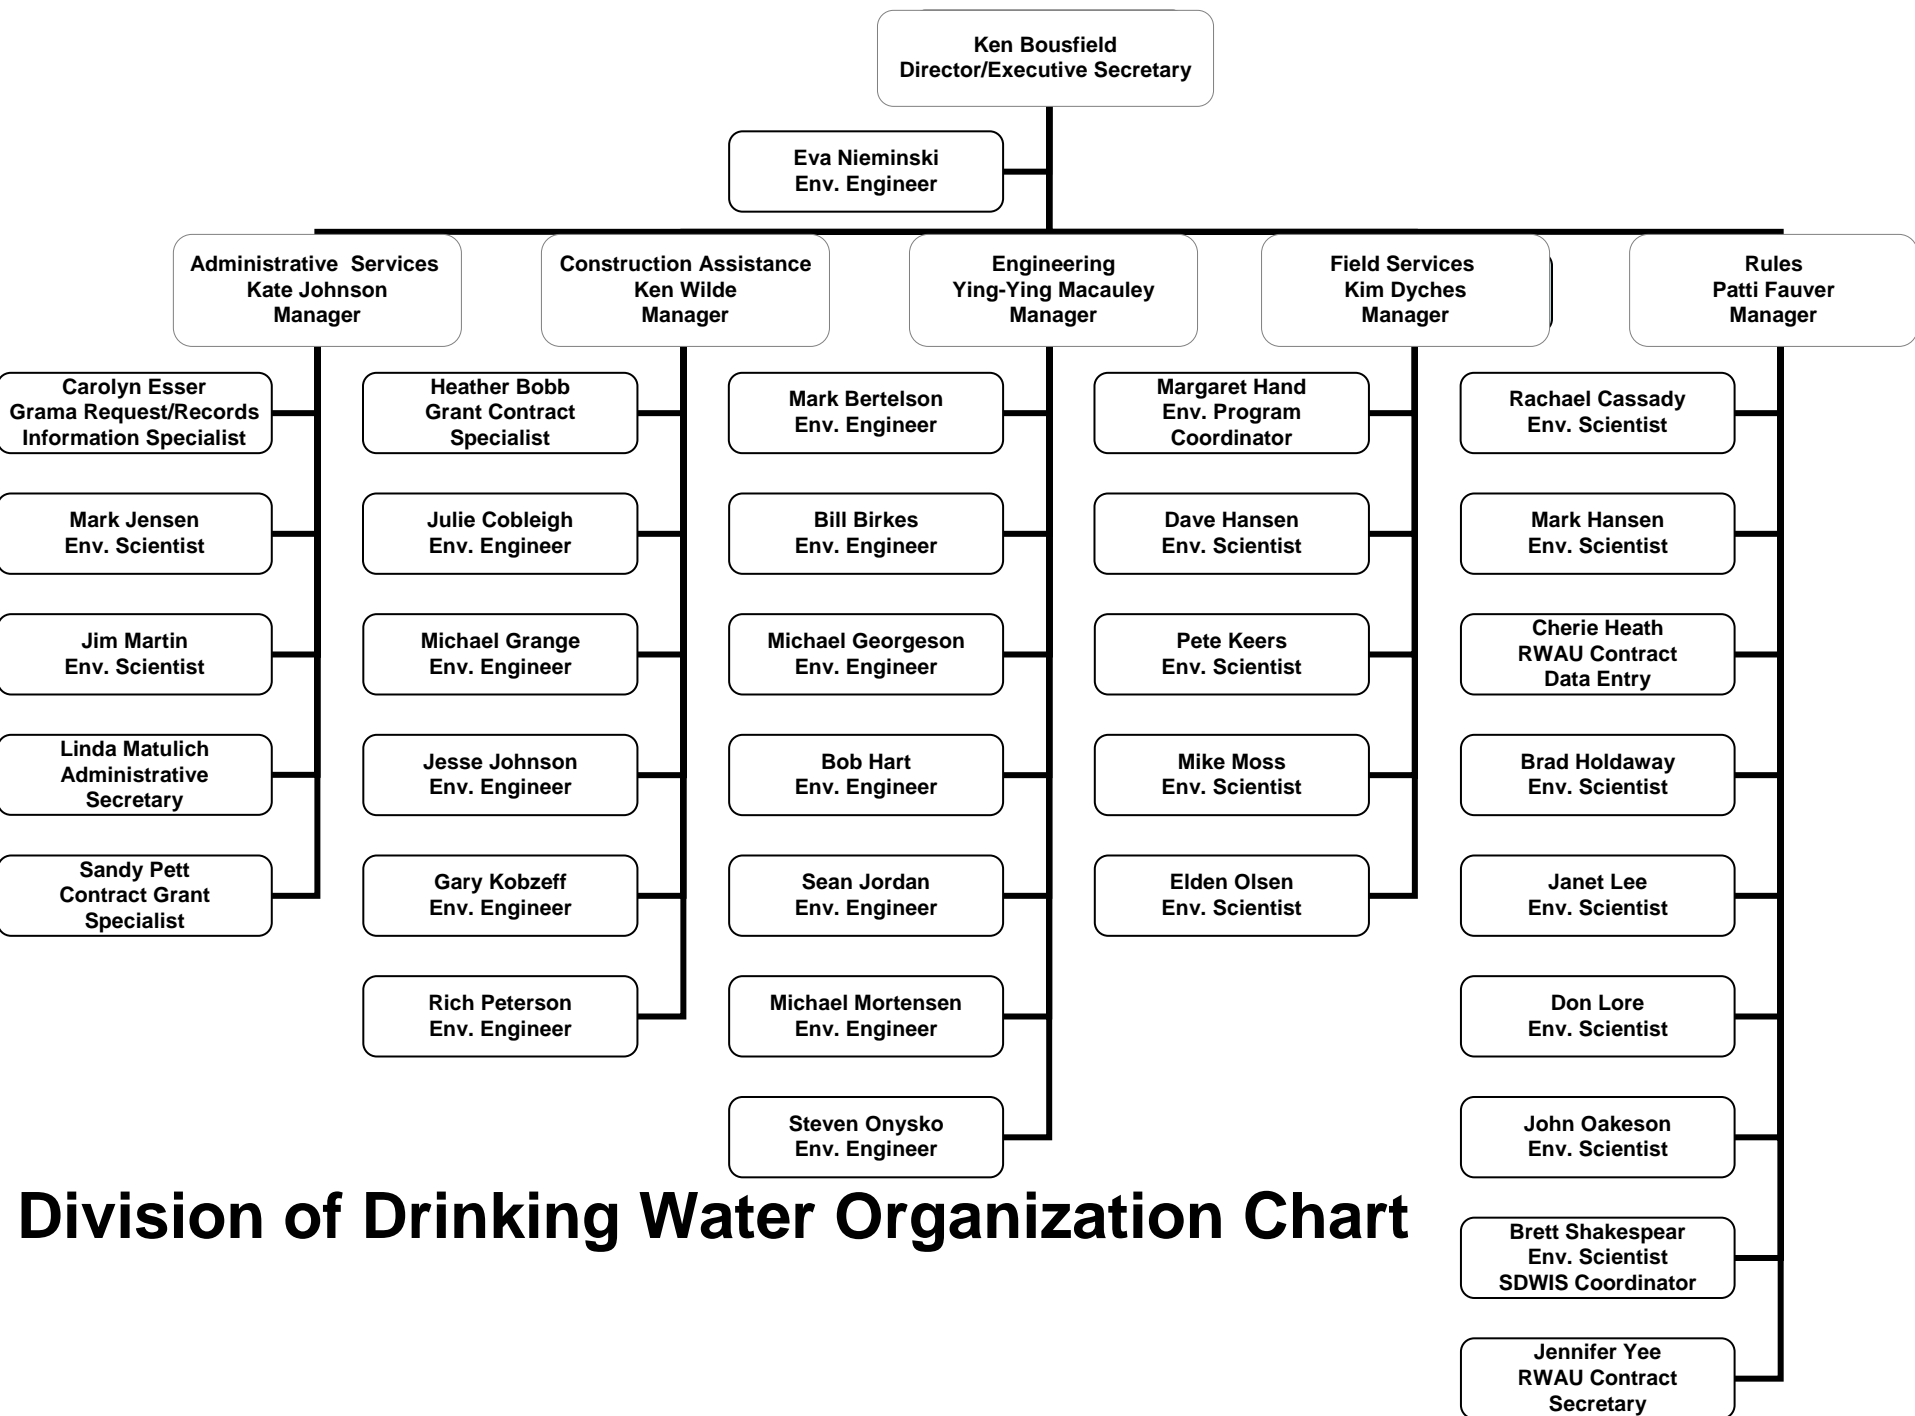 Ken Bousfield
Director/Executive Secretary
Eva Nieminski
Env. Engineer
Administrative  Services
Kate Johnson
Manager
Construction Assistance
Ken Wilde
Manager
Engineering
Ying-Ying Macauley
Manager
Field Services
Kim Dyches
Manager
Rules
Patti Fauver
Manager
Carolyn Esser
Grama Request/Records
Information Specialist
Mark Jensen
Env. Scientist
Jim Martin
Env. Scientist
Linda Matulich
Administrative
Secretary
Sandy Pett
Contract Grant
Specialist
Heather Bobb
Grant Contract
Specialist
Julie Cobleigh
Env. Engineer
Michael Grange
Env. Engineer
Jesse Johnson
Env. Engineer
Gary Kobzeff
Env. Engineer
Rich Peterson
Env. Engineer
Mark Bertelson
Env. Engineer
Bill Birkes
Env. Engineer
Michael Georgeson
Env. Engineer
Bob Hart
Env. Engineer
Sean Jordan
Env. Engineer
Michael Mortensen
Env. Engineer
Steven Onysko
Env. Engineer
Margaret Hand
Env. Program
Coordinator
Dave Hansen
Env. Scientist
Pete Keers
Env. Scientist
Mike Moss
Env. Scientist
Elden Olsen
Env. Scientist
Rachael Cassady
Env. Scientist
Mark Hansen
Env. Scientist
Cherie Heath
RWAU Contract
Data Entry
Brad Holdaway
Env. Scientist
Janet Lee
Env. Scientist
Don Lore
Env. Scientist
John Oakeson
Env. Scientist
Brett Shakespear
Env. Scientist
SDWIS Coordinator
Jennifer Yee
RWAU Contract
Secretary
Division of Drinking Water Organization Chart